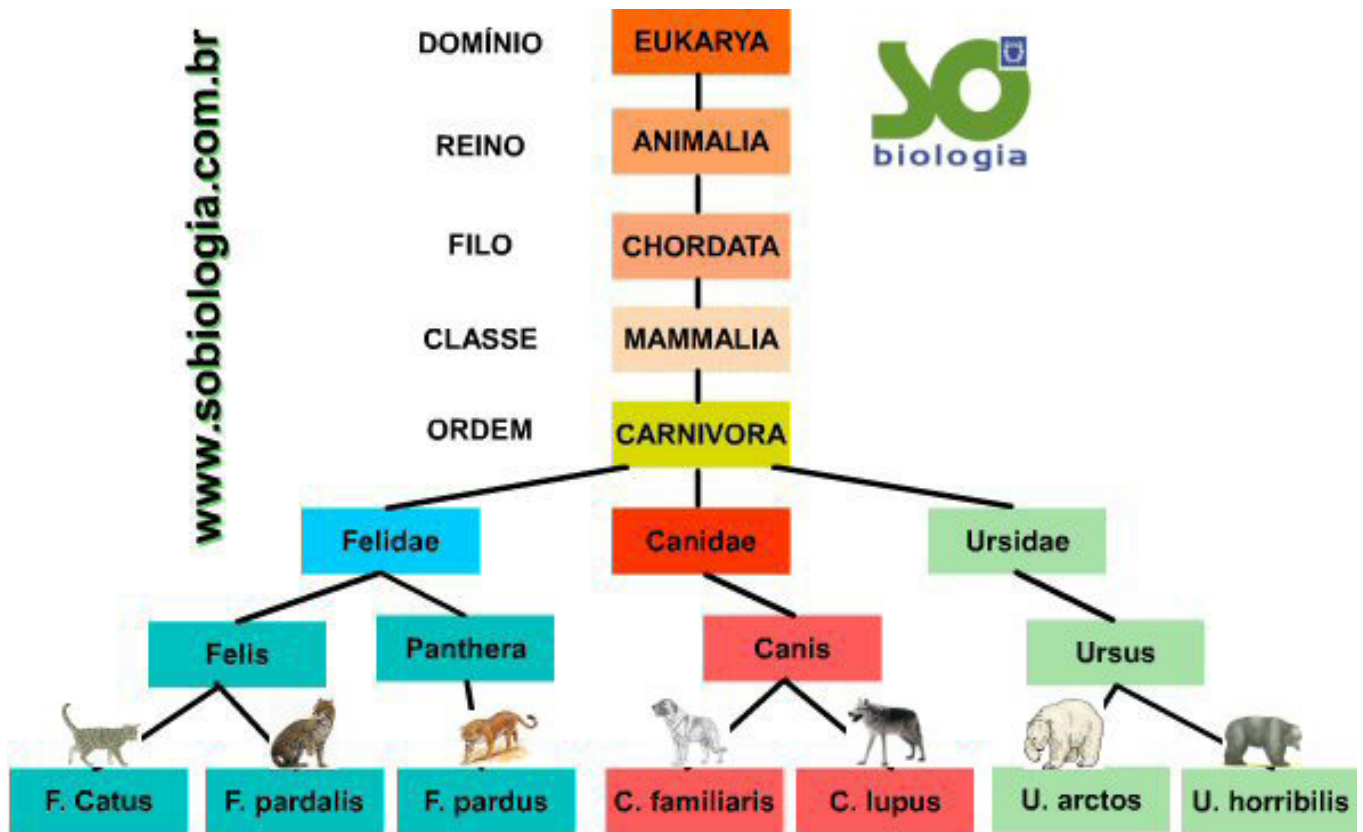 www.sobiologia.com.br
DOMÍNIO EUKARYA
SO
biologia
REINO ANIMALIA
FILO CHORDATA
CLASSE MAMMALIA
ORDEM CARNIVORA
Felidae Canidae Ursidae
Felis Panthera Canis Ursus
F. Catus F. pardalis F. pardus C. familiaris C. lupus U. arctos U. horribilis